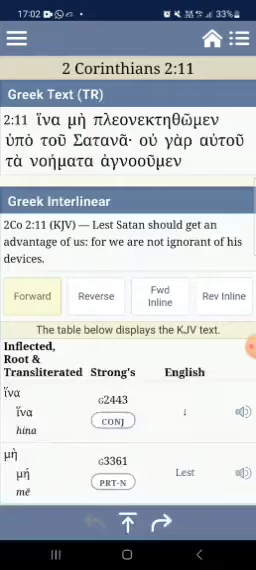 17:02 33%
2 Corinthians 2:11
Greek Text (TR)
2:11 ἵνα μὴ πλεονεκτηθῶμεν
ὑπὸ τοῦ Σατανᾶ· οὐ γὰρ αὐτοῦ
τὰ νοήματα ἀγνοοῦμεν
Greek Interlinear
2Co 2:11 (KJV) — Lest Satan should get an
advantage of us: for we are not ignorant of his
devices.
Forward Reverse Fwd Inline Rev Inline
The table below displays the KJV text.
Inflected,
Root &
Transliterated Strong's English
ἵνα
ἵνα G2443 ↓
hina CONJ
μὴ
μή G3361 Lest
mē PRT-N